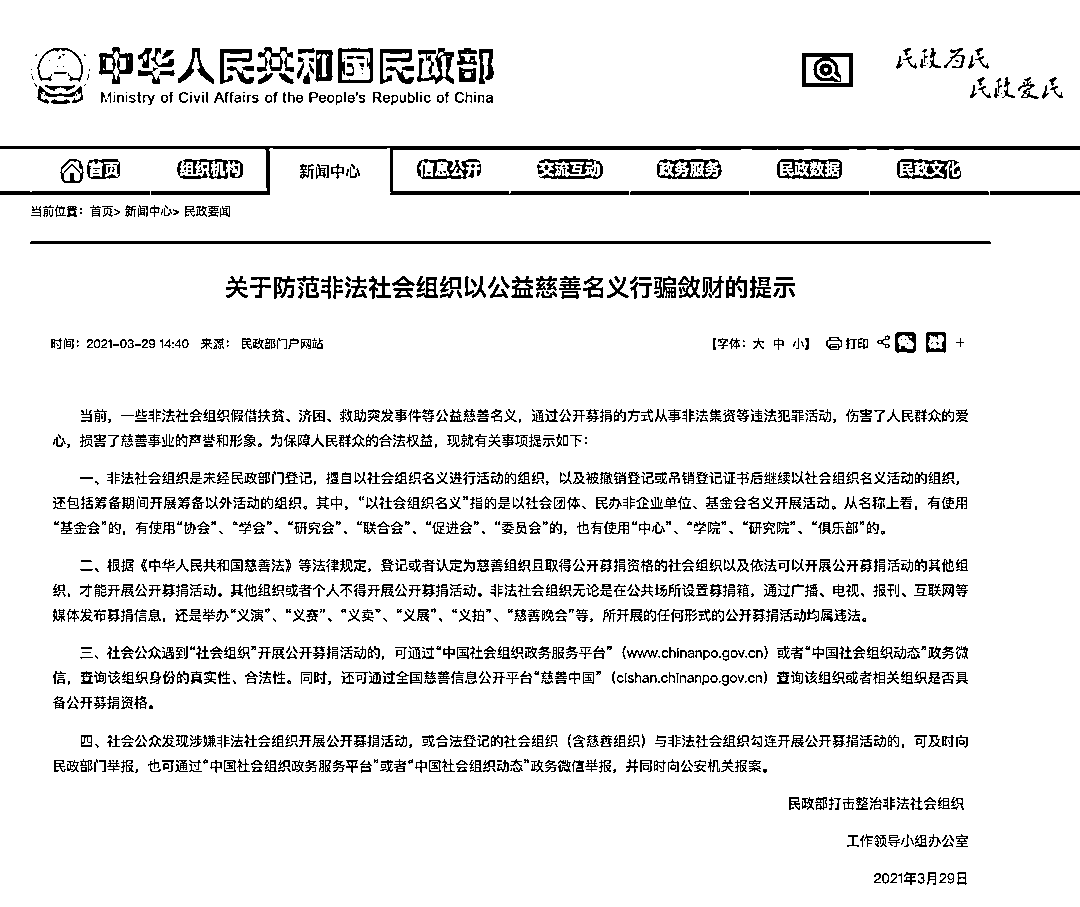 中华人民共和国民政部
Ministry of Civil Affairs of the People's Republic of China
民政为民
民政爱民
首页 组织机构 新闻中心 信息公开 交流互动 政务服务 民政数据 民政文化
当前位置：首页> 新闻中心> 民政要闻
关于防范非法社会组织以公益慈善名义行骗敛财的提示
时间：2021-03-29 14:40 来源： 民政部门户网站 【字体：大 中 小】 打印 +
当前，一些非法社会组织假借扶贫、济困、救助突发事件等公益慈善名义，通过公开募捐的方式从事非法集资等违法犯罪活动，伤害了人民群众的爱
心，损害了慈善事业的声誉和形象。为保障人民群众的合法权益，现就有关事项提示如下：
一、非法社会组织是未经民政部门登记，擅自以社会组织名义进行活动的组织，以及被撤销登记或吊销登记证书后继续以社会组织名义活动的组织，
还包括筹备期间开展筹备以外活动的组织。其中，“以社会组织名义”指的是以社会团体、民办非企业单位、基金会名义开展活动。从名称上看，有使用
“基金会”的，有使用“协会”、“学会”、“研究会”、“联合会”、“促进会”、“委员会”的，也有使用“中心”、“学院”、“研究院”、“俱乐部”的。
二、根据《中华人民共和国慈善法》等法律规定，登记或者认定为慈善组织且取得公开募捐资格的社会组织以及依法可以开展公开募捐活动的其他组
织，才能开展公开募捐活动。其他组织或者个人不得开展公开募捐活动。非法社会组织无论是在公共场所设置募捐箱，通过广播、电视、报刊、互联网等
媒体发布募捐信息，还是举办“义演”、“义赛”、“义卖”、“义展”、“义拍”、“慈善晚会”等，所开展的任何形式的公开募捐活动均属违法。
三、社会公众遇到“社会组织”开展公开募捐活动的，可通过“中国社会组织政务服务平台”（www.chinanpo.gov.cn）或者“中国社会组织动态”政务微
信，查询该组织身份的真实性、合法性。同时，还可通过全国慈善信息公开平台“慈善中国”（cishan.chinanpo.gov.cn）查询该组织或者相关组织是否具
备公开募捐资格。
四、社会公众发现涉嫌非法社会组织开展公开募捐活动，或合法登记的社会组织（含慈善组织）与非法社会组织勾连开展公开募捐活动的，可及时向
民政部门举报，也可通过“中国社会组织政务服务平台”或者“中国社会组织动态”政务微信举报，并同时向公安机关报案。
民政部打击整治非法社会组织
工作领导小组办公室
2021年3月29日